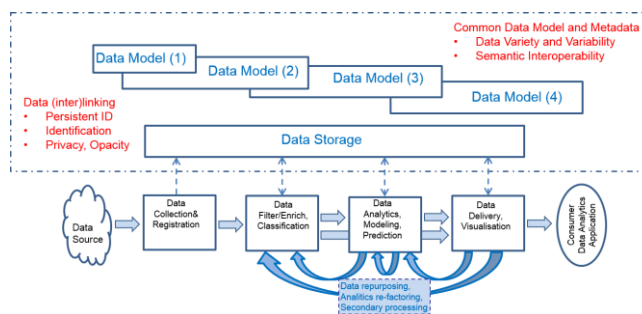 Common Data Model and Metadata
• Data Variety and Variability
• Semantic Interoperability
Data Model (1)
Data Model (2)
Data Model (3)
Data Model (4)
Data (inter)linking
• Persistent ID
• Identification
• Privacy, Opacity
Data Storage
Data
Source
Data
Collection&
Registration
Data
Filter/Enrich,
Classification
Data
Analytics,
Modeling,
Prediction
Data
Delivery,
Visualisation
Consumer
Data Analytics
Application
Data repurposing,
Analitics re-factoring,
Secondary processing